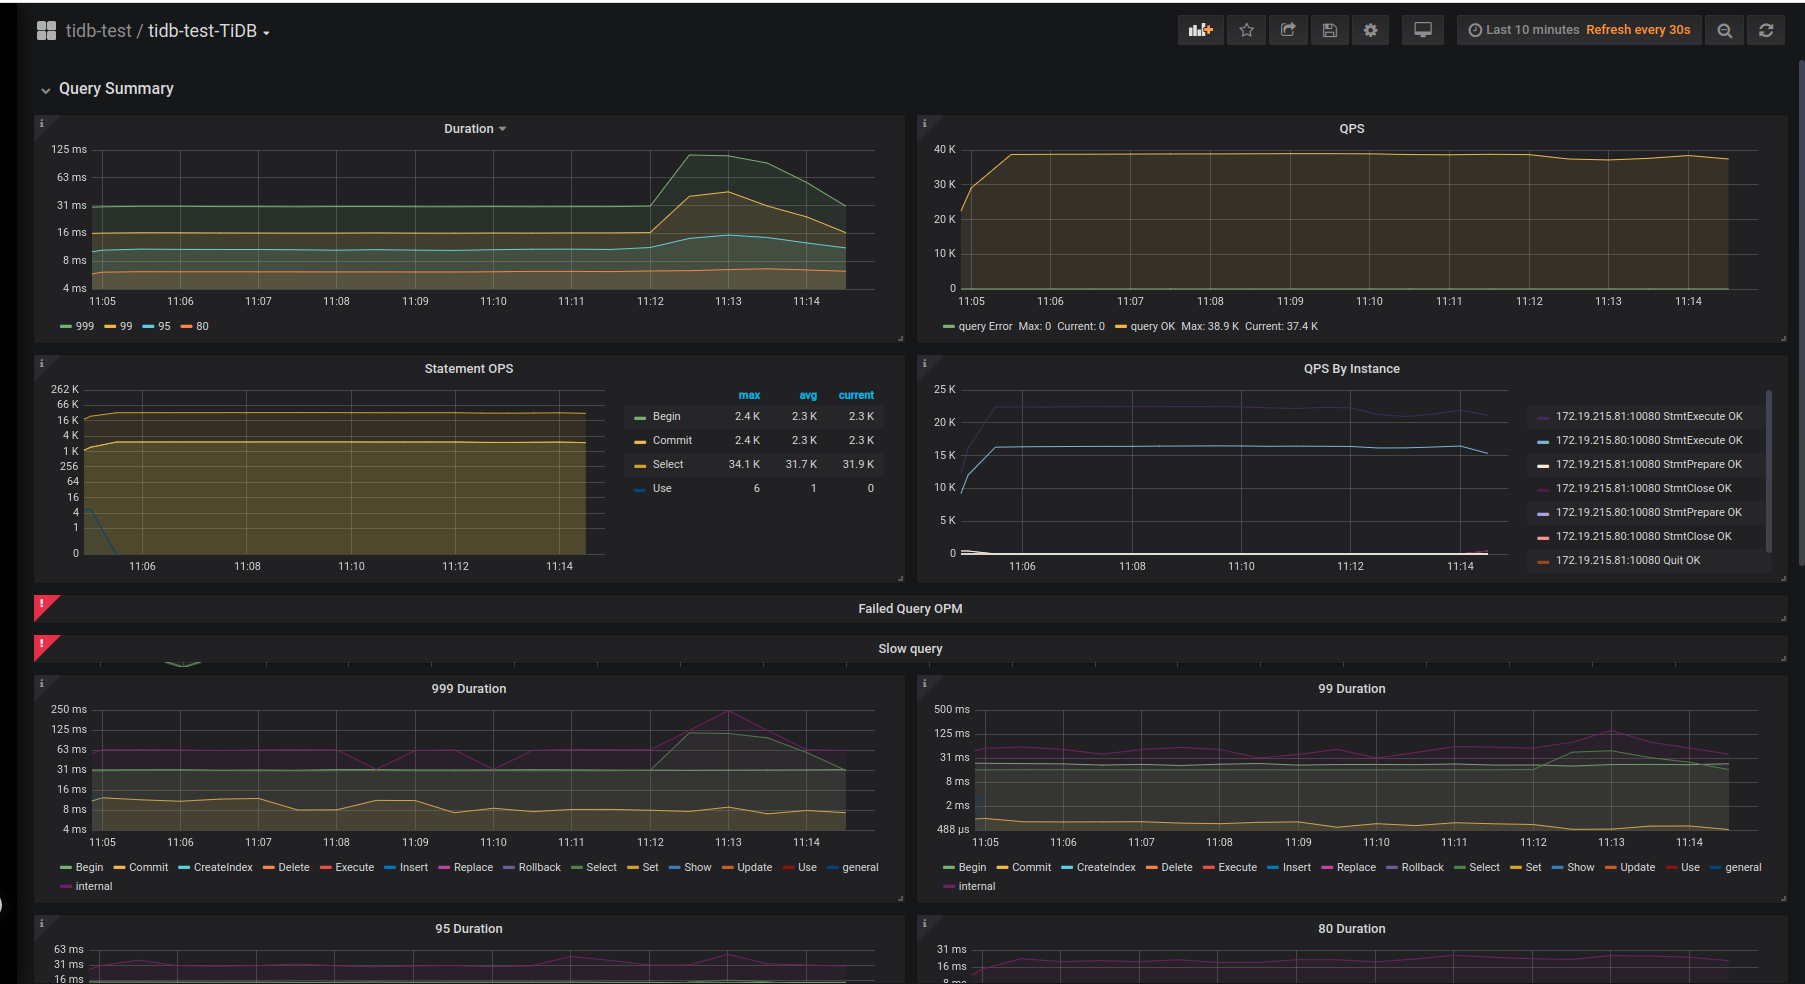 tidb-test / tidb-test-TiDB
Last 10 minutes Refresh every 30s
Query Summary
Duration
125 ms
63 ms
31 ms
16 ms
8 ms
4 ms
11:05 11:06 11:07 11:08 11:09 11:10 11:11 11:12 11:13 11:14
999 99 95 80
QPS
40 K
30 K
20 K
10 K
0
11:05 11:06 11:07 11:08 11:09 11:10 11:11 11:12 11:13 11:14
query Error Max: 0 Current: 0 query OK Max: 38.9 K Current: 37.4 K
Statement OPS
262 K
66 K
16 K
4 K
1 K
256
64
16
4
1
0
11:06 11:08 11:10 11:12 11:14
max avg current
Begin 2.4 K 2.3 K 2.3 K
Commit 2.4 K 2.3 K 2.3 K
Select 34.1 K 31.7 K 31.9 K
Use 6 1 0
QPS By Instance
25 K
20 K
15 K
10 K
5 K
0
11:06 11:08 11:10 11:12 11:14
172.19.215.81:10080 StmtExecute OK
172.19.215.80:10080 StmtExecute OK
172.19.215.81:10080 StmtPrepare OK
172.19.215.81:10080 StmtClose OK
172.19.215.80:10080 StmtPrepare OK
172.19.215.80:10080 StmtClose OK
172.19.215.81:10080 Quit OK
Failed Query OPM
Slow query
999 Duration
250 ms
125 ms
63 ms
31 ms
16 ms
8 ms
4 ms
11:05 11:06 11:07 11:08 11:09 11:10 11:11 11:12 11:13 11:14
Begin Commit CreateIndex Delete Execute Insert Replace Rollback Select Set Show Update Use general
internal
99 Duration
500 ms
125 ms
31 ms
8 ms
2 ms
488 µs
11:05 11:06 11:07 11:08 11:09 11:10 11:11 11:12 11:13 11:14
Begin Commit CreateIndex Delete Execute Insert Replace Rollback Select Set Show Update Use general
internal
95 Duration
63 ms
31 ms
16 ms
80 Duration
31 ms
16 ms
8 ms